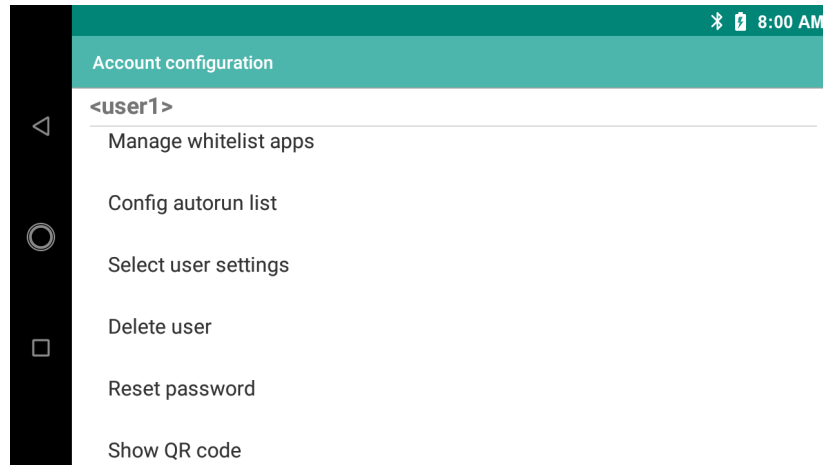 8:00 AM
Account configuration
<user1>
Manage whitelist apps
Config autorun list
Select user settings
Delete user
Reset password
Show QR code